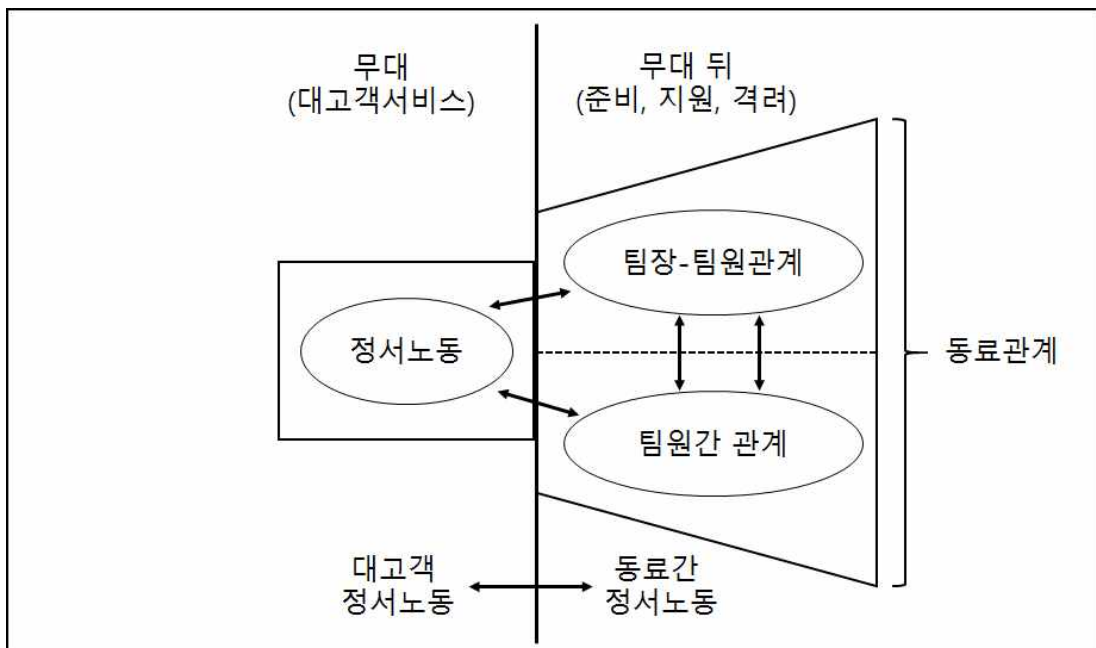 무대
(대고객서비스)
무대 뒤
(준비, 지원, 격려)
팀장-팀원관계
정서노동
동료관계
팀원간 관계
대고객
정서노동
동료간
정서노동